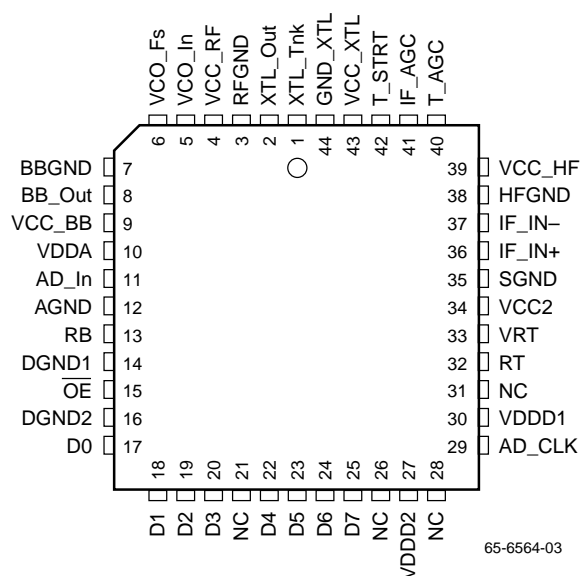 VCO_Fs
VCO_In
VCC_RF
RFGND
XTL_Out
XTL_Tnk
GND_XTL
VCC_XTL
T_STRT
IF_AGC
T_AGC
6 5 4 3 2 1 44 43 42 41 40
BBGND 7
BB_Out 8
VCC_BB 9
VDDA 10
AD_In 11
AGND 12
RB 13
DGND1 14
OE 15
DGND2 16
D0 17
39 VCC_HF
38 HFGND
37 IF_IN–
36 IF_IN+
35 SGND
34 VCC2
33 VRT
32 RT
31 NC
30 VDDD1
29 AD_CLK
18 19 20 21 22 23 24 25 26 27 28
D1
D2
D3
NC
D4
D5
D6
D7
NC
VDDD2
NC
65-6564-03